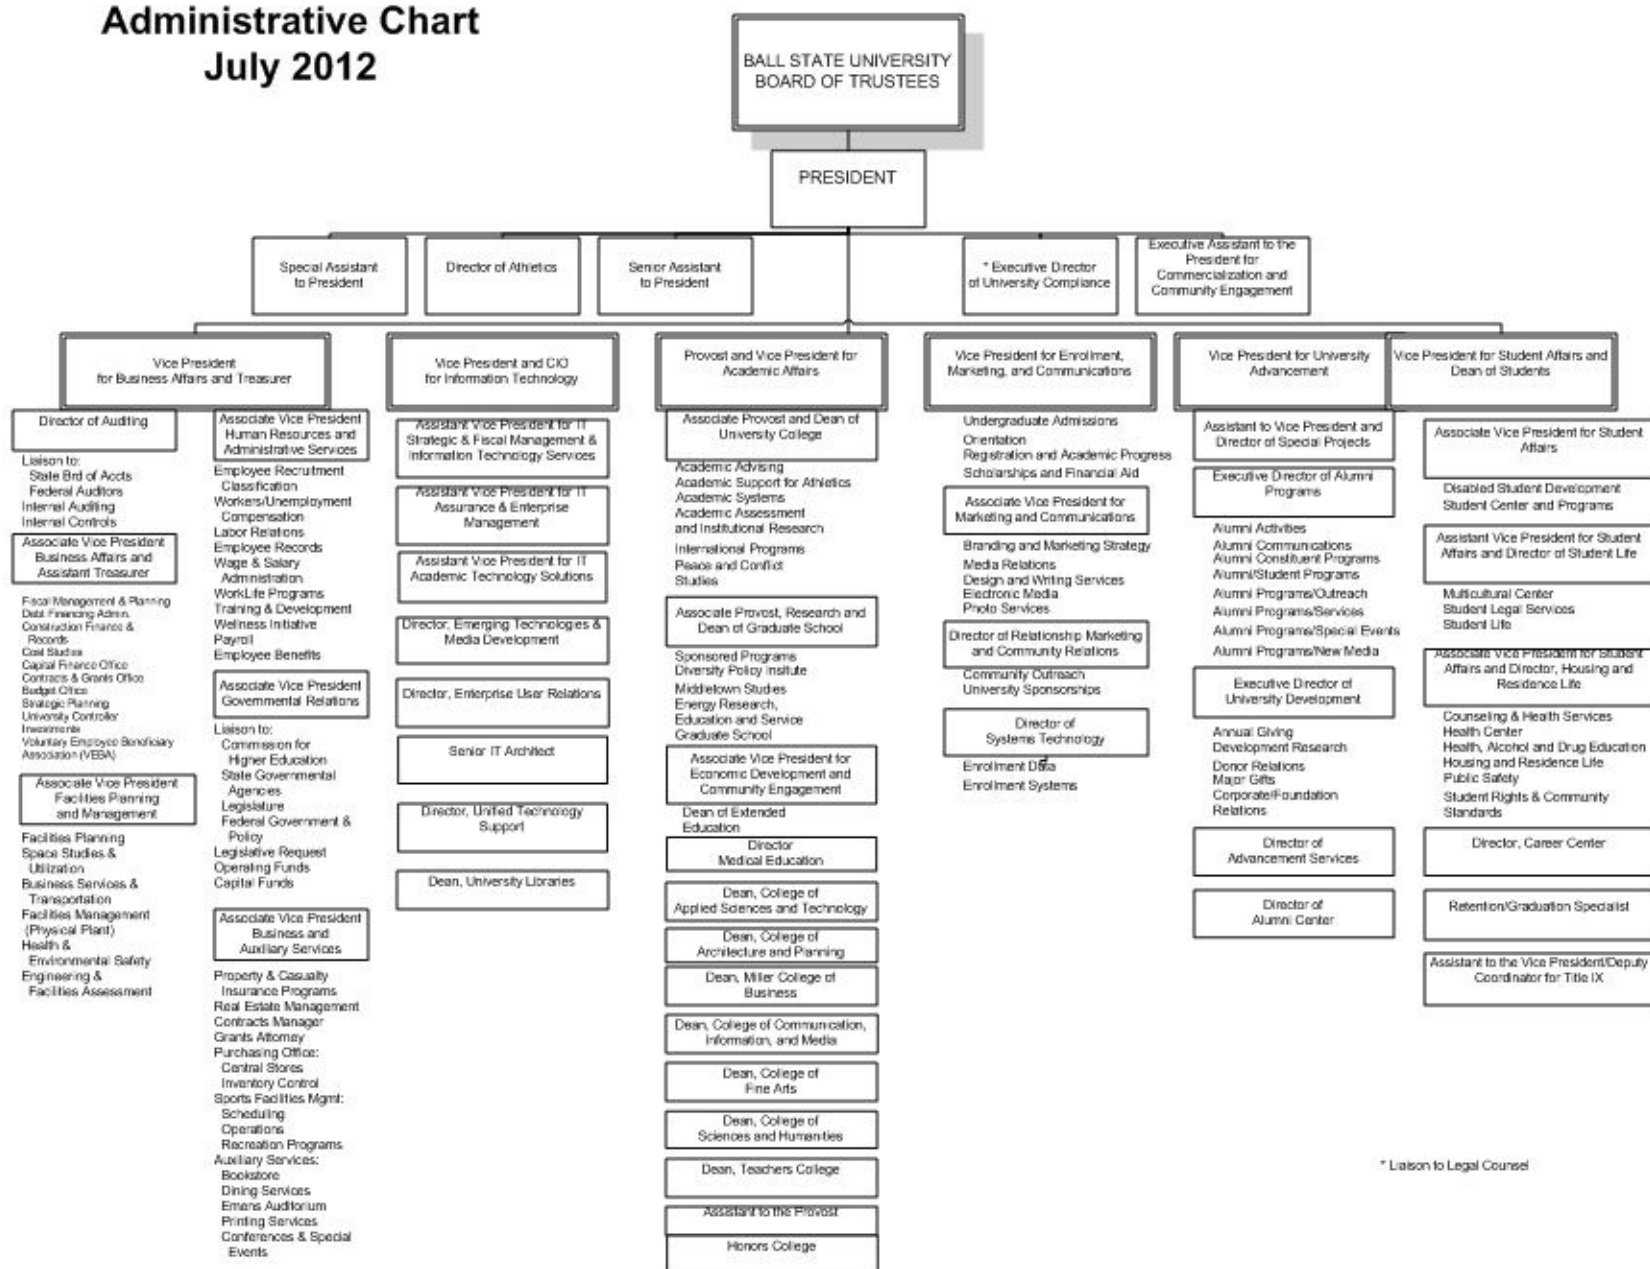 Administrative Chart
July 2012
BALL STATE UNIVERSITY
BOARD OF TRUSTEES
PRESIDENT
Special Assistant
to President
Director of Athletics
Senior Assistant
to President
* Executive Director
of University Compliance
Executive Assistant to the
President for
Commercialization and
Community Engagement
Vice President
for Business Affairs and Treasurer
Vice President and CIO
for Information Technology
Provost and Vice President for
Academic Affairs
Vice President for Enrollment,
Marketing, and Communications
Vice President for University
Advancement
Vice President for Student Affairs and
Dean of Students
Director of Auditing
Liaison to:
State Brd of Accts
Federal Auditors
Internal Auditing
Internal Controls
Associate Vice President
Business Affairs and
Assistant Treasurer
Fiscal Management & Planning
Debt Financing Admin.
Construction Finance &
Records
Cost Studies
Capital Finance Office
Contracts & Grants Office
Budget Office
Strategic Planning
University Controller
Investments
Voluntary Employee Beneficiary
Association (VEBA)
Associate Vice President
Facilities Planning
and Management
Facilities Planning
Space Studies &
Utilization
Business Services &
Transportation
Facilities Management
(Physical Plant)
Health &
Environmental Safety
Engineering &
Facilities Assessment
Associate Vice President
Human Resources and
Administrative Services
Employee Recruitment
Classification
Workers/Unemployment
Compensation
Labor Relations
Employee Records
Wage & Salary
Administration
WorkLife Programs
Training & Development
Wellness Initiative
Payroll
Employee Benefits
Associate Vice President
Governmental Relations
Liaison to:
Commission for
Higher Education
State Governmental
Agencies
Legislature
Federal Government &
Policy
Legislative Request
Operating Funds
Capital Funds
Associate Vice President
Business and
Auxiliary Services
Property & Casualty
Insurance Programs
Real Estate Management
Contracts Manager
Grants Attorney
Purchasing Office:
Central Stores
Inventory Control
Sports Facilities Mgmt:
Scheduling
Operations
Recreation Programs
Auxiliary Services:
Bookstore
Dining Services
Emens Auditorium
Printing Services
Conferences & Special
Events
Assistant Vice President for IT
Strategic & Fiscal Management &
Information Technology Services
Assistant Vice President for IT
Assurance & Enterprise
Management
Assistant Vice President for IT
Academic Technology Solutions
Director, Emerging Technologies &
Media Development
Director, Enterprise User Relations
Senior IT Architect
Director, Unified Technology
Support
Dean, University Libraries
Associate Provost and Dean of
University College
Academic Advising
Academic Support for Athletics
Academic Systems
Academic Assessment
and Institutional Research
International Programs
Peace and Conflict
Studies
Associate Provost, Research and
Dean of Graduate School
Sponsored Programs
Diversity Policy Insitute
Middletown Studies
Energy Research,
Education and Service
Graduate School
Associate Vice President for
Economic Development and
Community Engagement
Dean of Extended
Education
Director
Medical Education
Dean, College of
Applied Sciences and Technology
Dean, College of
Architecture and Planning
Dean, Miller College of
Business
Dean, College of Communication,
Information, and Media
Dean, College of
Fine Arts
Dean, College of
Sciences and Humanities
Dean, Teachers College
Assistant to the Provost
Honors College
Undergraduate Admissions
Orientation
Registration and Academic Progress
Scholarships and Financial Aid
Associate Vice President for
Marketing and Communications
Branding and Marketing Strategy
Media Relations
Design and Writing Services
Electronic Media
Photo Services
Director of Relationship Marketing
and Community Relations
Community Outreach
University Sponsorships
Director of
Systems Technology
Enrollment Data
Enrollment Systems
Assistant to Vice President and
Director of Special Projects
Executive Director of Alumni
Programs
Alumni Activities
Alumni Communications
Alumni Constituent Programs
Alumni/Student Programs
Alumni Programs/Outreach
Alumni Programs/Services
Alumni Programs/Special Events
Alumni Programs/New Media
Executive Director of
University Development
Annual Giving
Development Research
Donor Relations
Major Gifts
Corporate/Foundation
Relations
Director of
Advancement Services
Director of
Alumni Center
Associate Vice President for Student
Affairs
Disabled Student Development
Student Center and Programs
Assistant Vice President for Student
Affairs and Director of Student Life
Multicultural Center
Student Legal Services
Student Life
Associate Vice President for Student
Affairs and Director, Housing and
Residence Life
Counseling & Health Services
Health Center
Health, Alcohol and Drug Education
Housing and Residence Life
Public Safety
Student Rights & Community
Standards
Director, Career Center
Retention/Graduation Specialist
Assistant to the Vice President/Deputy
Coordinator for Title IX
* Liaison to Legal Counsel